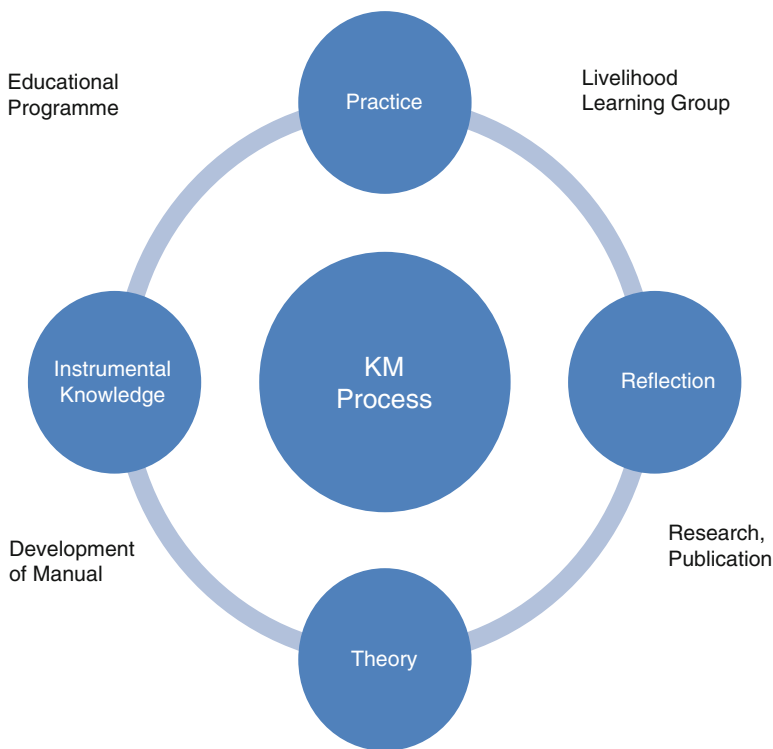 Educational
Programme
Practice
Livelihood
Learning Group
Instrumental
Knowledge
KM
Process
Reflection
Development
of Manual
Theory
Research,
Publication